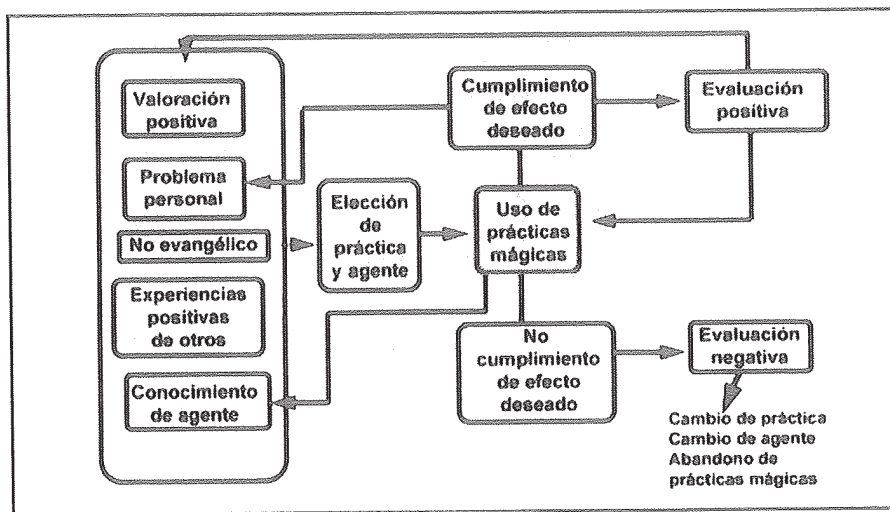 Valoración
positiva
Problema
personal
No evangélico
Experiencias
positivas
de otros
Conocimiento
de agente
Elección
de
práctica
y agente
Cumplimiento
de efecto
deseado
Uso de
prácticas
mágicas
No
cumplimiento
de efecto
deseado
Evaluación
positiva
Evaluación
negativa
Cambio de práctica
Cambio de agente
Abandono de
prácticas mágicas